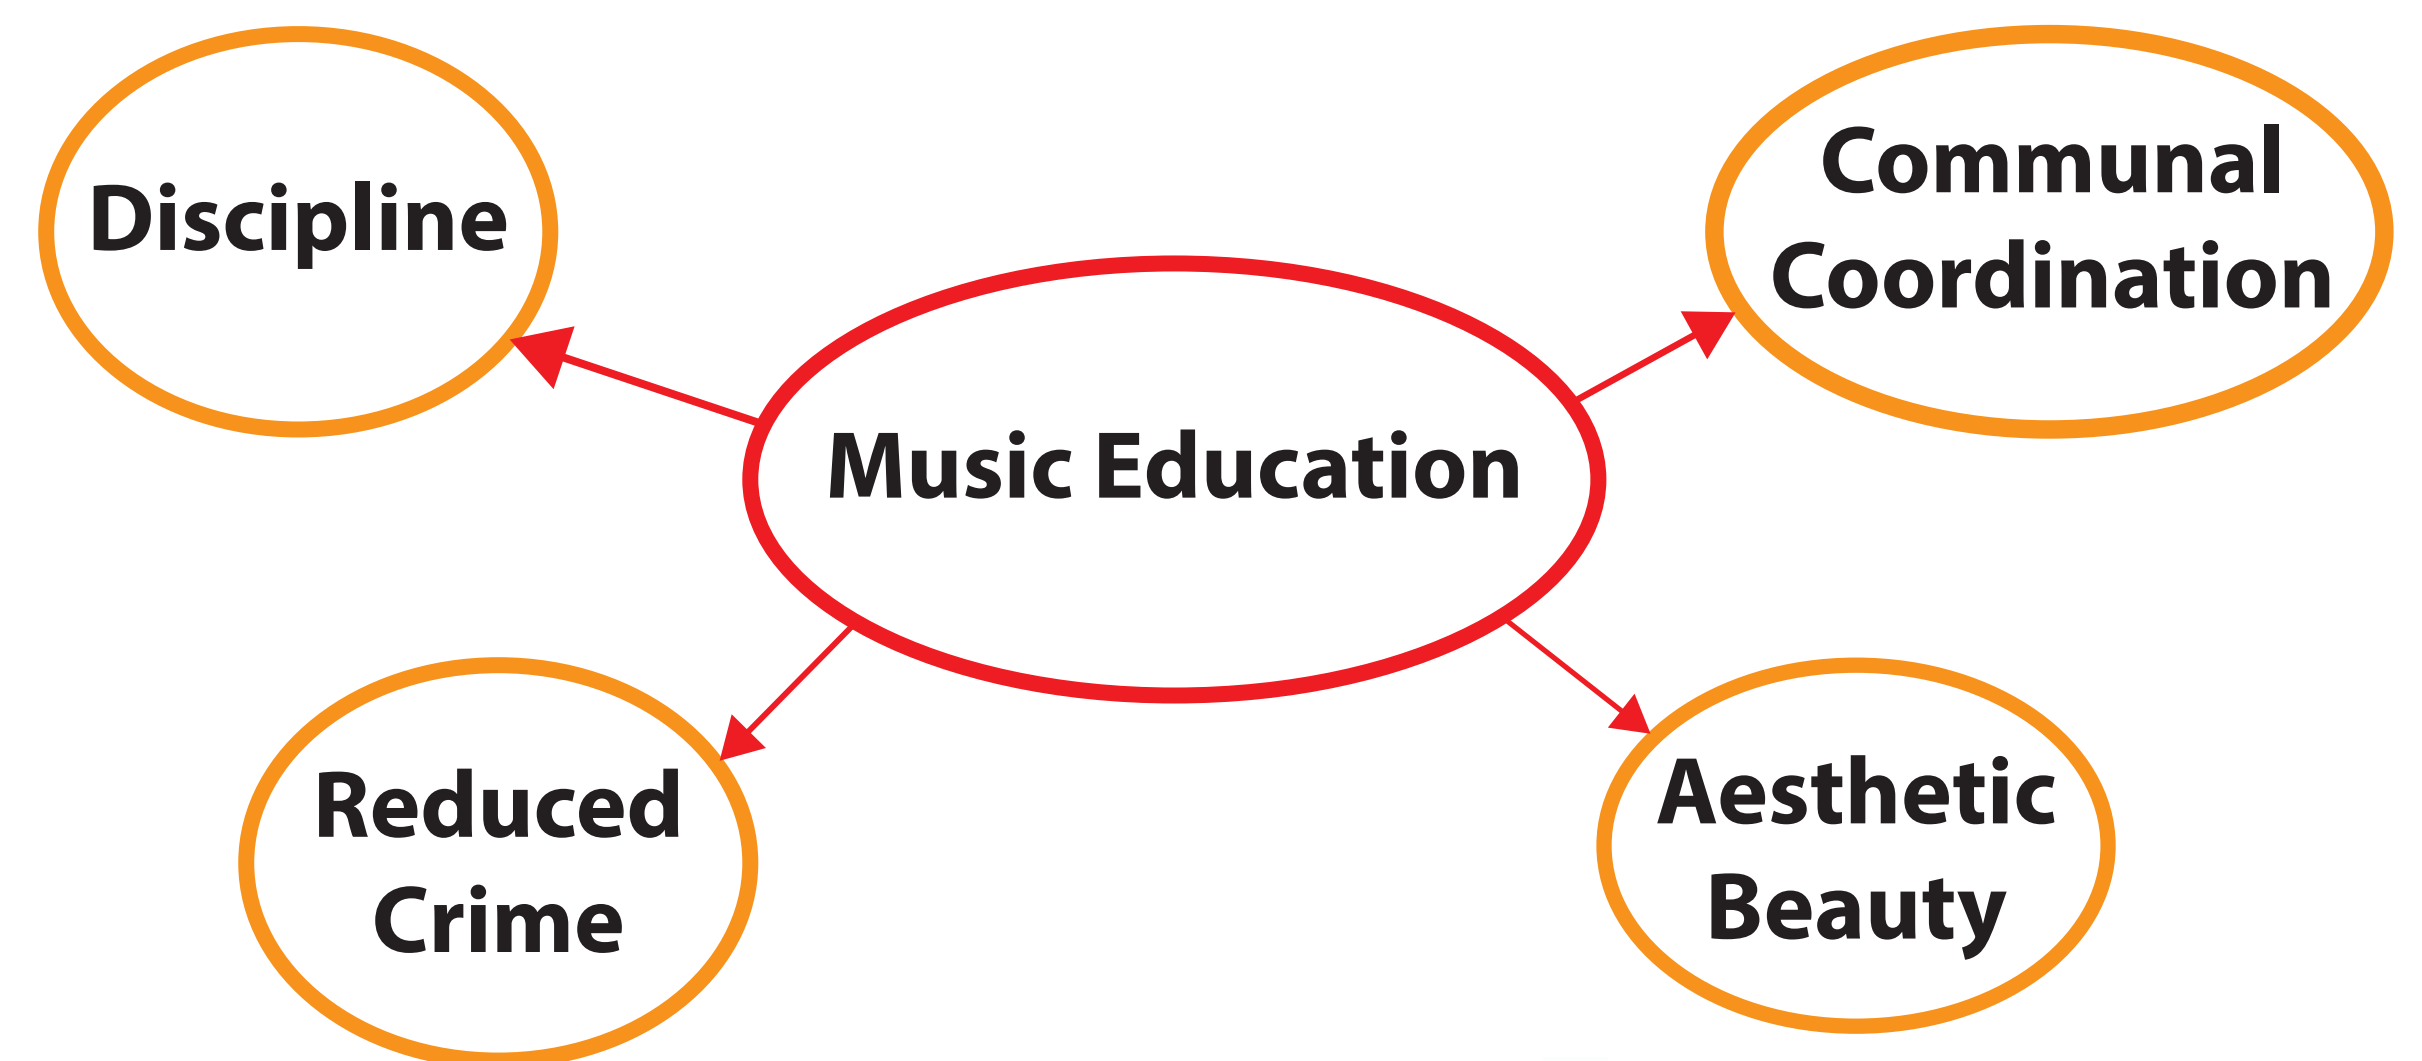 Discipline
Communal
Coordination
Music Education
Reduced
Crime
Aesthetic
Beauty